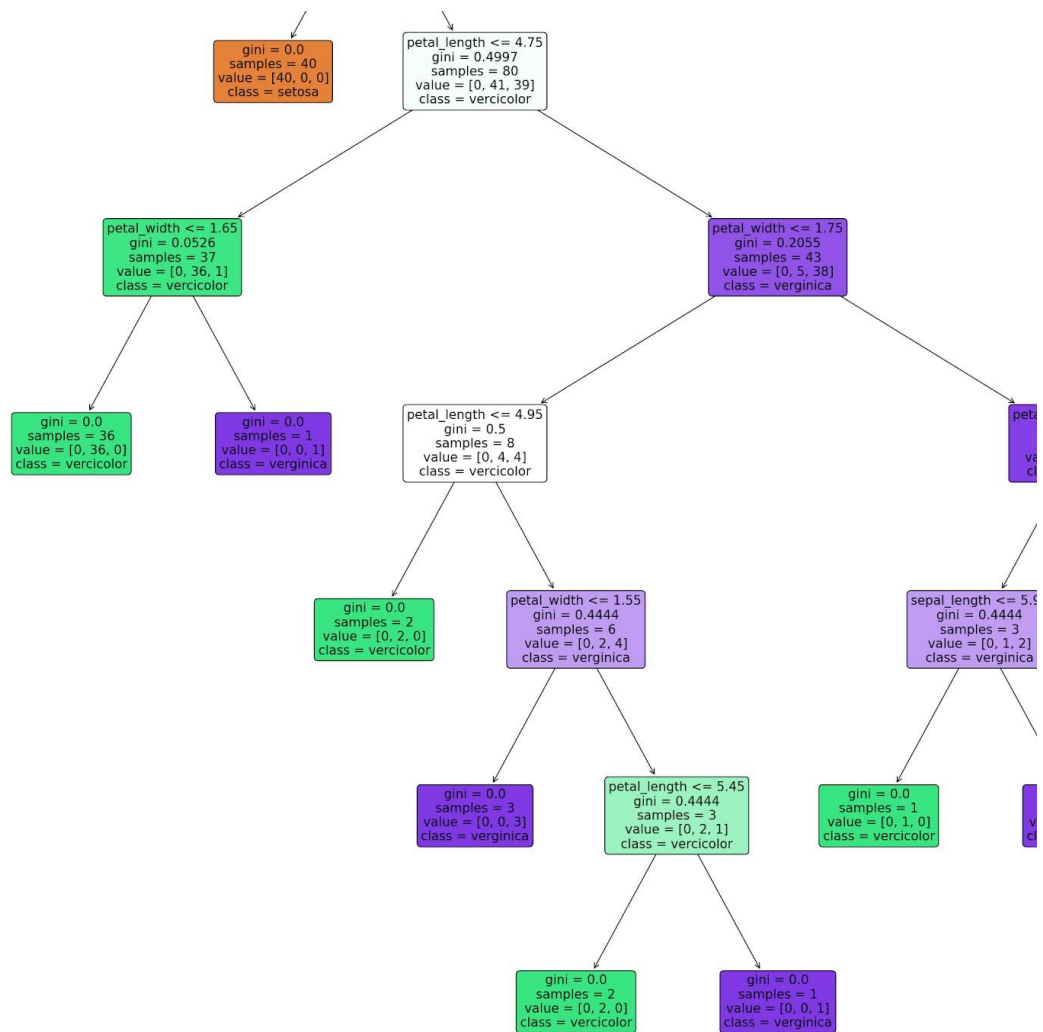 gini = 0.0
samples = 40
value = [40, 0, 0]
class = setosa
petal_length <= 4.75
gini = 0.4997
samples = 80
value = [0, 41, 39]
class = vercicolor
petal_width <= 1.65
gini = 0.0526
samples = 37
value = [0, 36, 1]
class = vercicolor
petal_width <= 1.75
gini = 0.2055
samples = 43
value = [0, 5, 38]
class = verginica
gini = 0.0
samples = 36
value = [0, 36, 0]
class = vercicolor
gini = 0.0
samples = 1
value = [0, 0, 1]
class = verginica
petal_length <= 4.95
gini = 0.5
samples = 8
value = [0, 4, 4]
class = vercicolor
gini = 0.0
samples = 2
value = [0, 2, 0]
class = vercicolor
petal_width <= 1.55
gini = 0.4444
samples = 6
value = [0, 2, 4]
class = verginica
sepal_length <= 5.9
gini = 0.4444
samples = 3
value = [0, 1, 2]
class = verginica
gini = 0.0
samples = 3
value = [0, 0, 3]
class = verginica
petal_length <= 5.45
gini = 0.4444
samples = 3
value = [0, 2, 1]
class = vercicolor
gini = 0.0
samples = 1
value = [0, 1, 0]
class = vercicolor
gini = 0.0
samples = 2
value = [0, 2, 0]
class = vercicolor
gini = 0.0
samples = 1
value = [0, 0, 1]
class = verginica